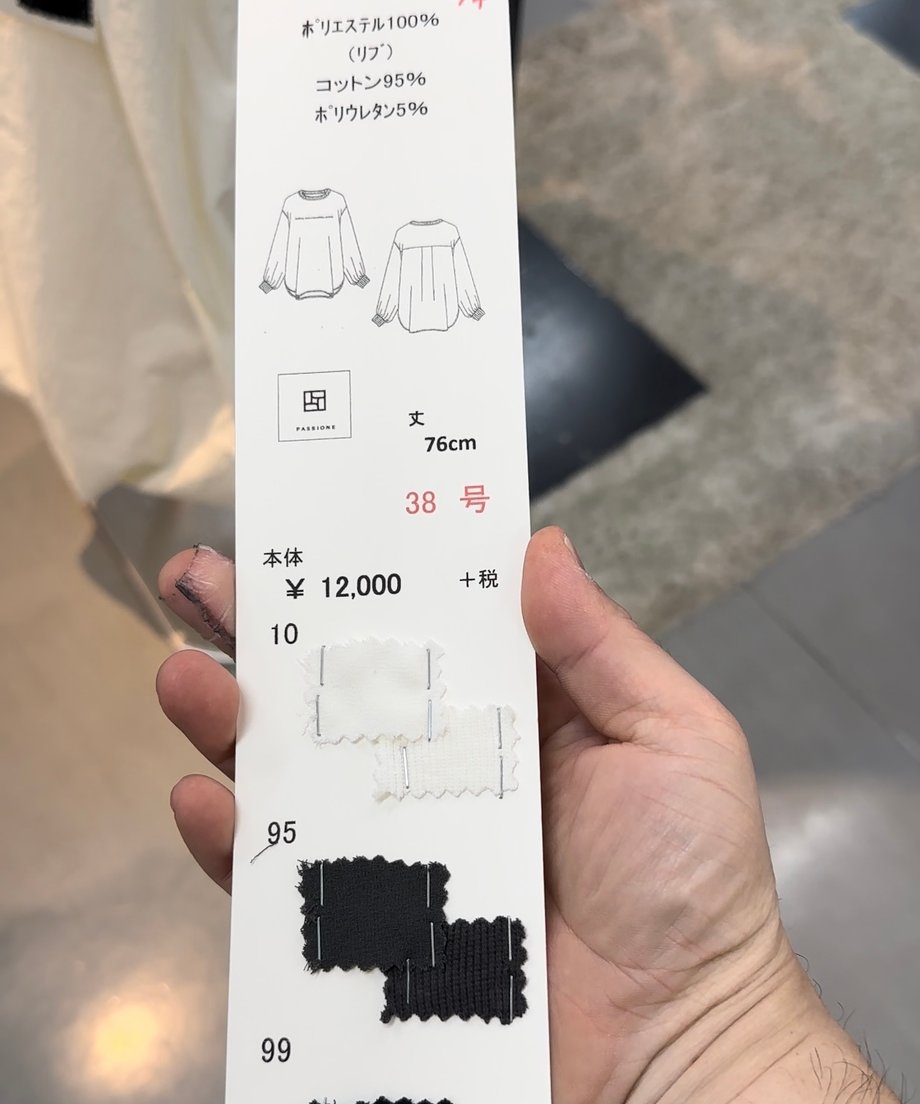 ポリエステル100%
(リブ)
コットン95%
ポリウレタン5%
PASSIONE
丈
76cm
38 号
本体
¥ 12,000 +税
10
95
99